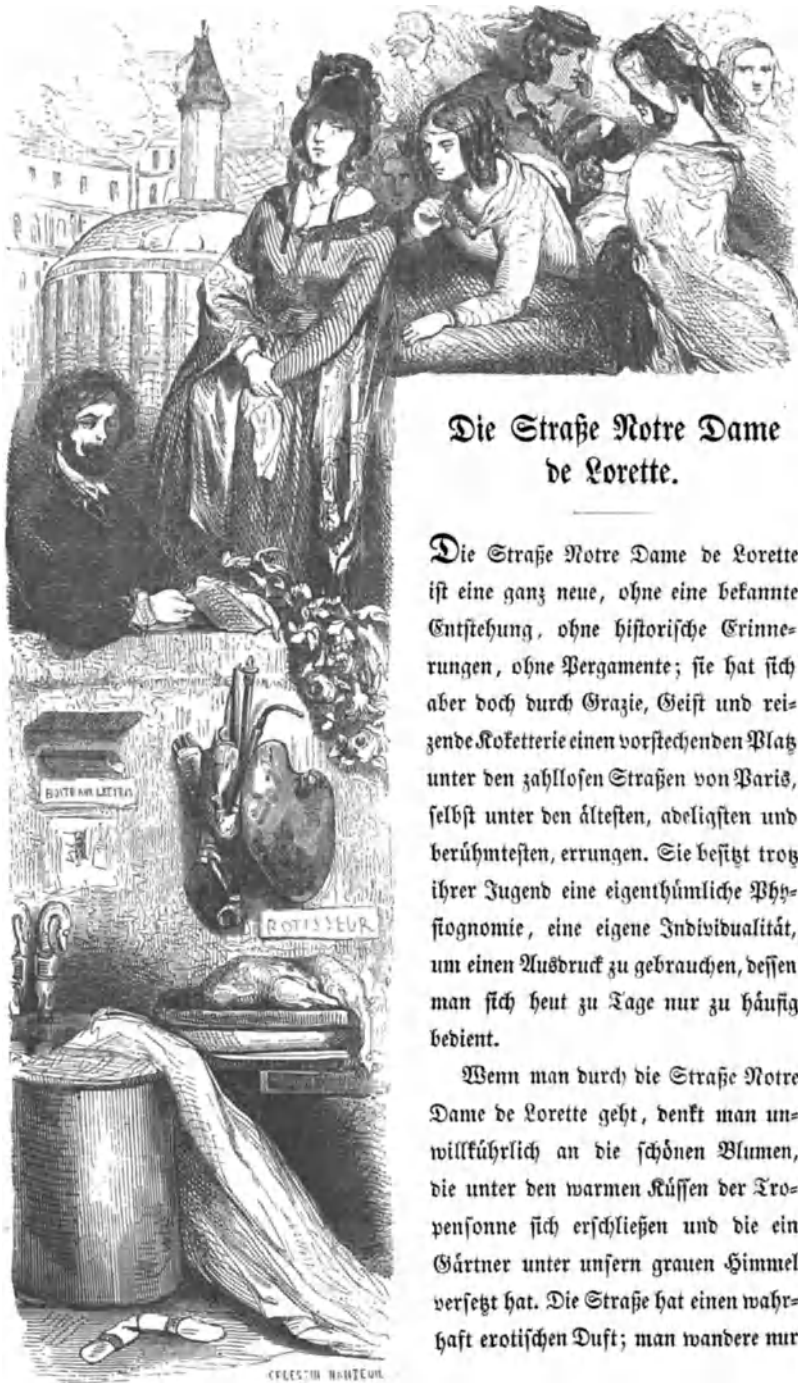 Die Straße Notre Dame
de Lorette.
Die Straße Notre Dame de Lorette
ist eine ganz neue, ohne eine bekannte
Entstehung, ohne historische Erinne=
rungen, ohne Pergamente; sie hat sich
aber doch durch Grazie, Geist und rei=
zende Koketterie einen vorstechenden Platz
unter den zahllosen Straßen von Paris,
selbst unter den ältesten, adeligsten und
berühmtesten, errungen. Sie besitzt trotz
ihrer Jugend eine eigenthümliche Phy=
siognomie, eine eigene Individualität,
um einen Ausdruck zu gebrauchen, dessen
man sich heut zu Tage nur zu häufig
bedient.
Wenn man durch die Straße Notre
Dame de Lorette geht, denkt man un=
willkührlich an die schönen Blumen,
die unter den warmen Küssen der Tro=
pensonne sich erschließen und die ein
Gärtner unter unsern grauen Himmel
versetzt hat. Die Straße hat einen wahr=
haft exotischen Duft; man wandere nur
BOITE AUX LETTRES
ROTISSEUR
CELESTIN NANTEUIL